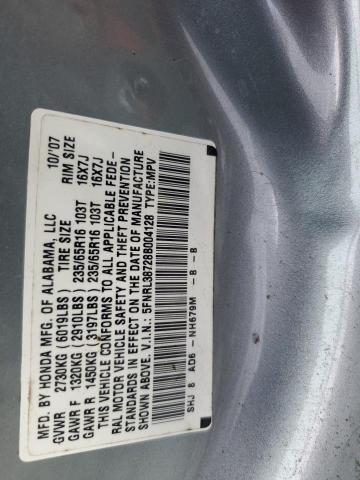 MFD. BY HONDA MFG. OF ALABAMA, LLC 10/'07
GVWR 2730KG (6019LBS) TIRE SIZE RIM SIZE
GAWR F 1320KG (2910LBS) 235/65R16 103T 16X7J
GAWR R 1450KG (3197LBS) 235/65R16 103T 16X7J
THIS VEHICLE CONFORMS TO ALL APPLICABLE FEDE-
RAL MOTOR VEHICLE SAFETY AND THEFT PREVENTION
STANDARDS IN EFFECT ON THE DATE OF MANUFACTURE
SHOWN ABOVE. V.I.N.: 5FNRL38728B004128 TYPE:MPV
SHJ 8 AD6 - NH679M - B - B